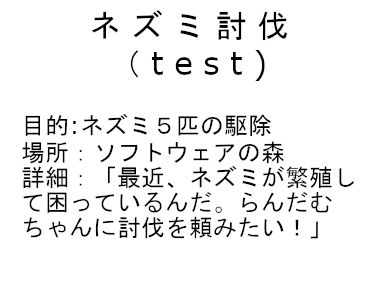 ネズミ討伐
（test）
目的:ネズミ５匹の駆除
場所：ソフトウェアの森
詳細：「最近、ネズミが繁殖し
て困っているんだ。らんだむ
ちゃんに討伐を頼みたい！」